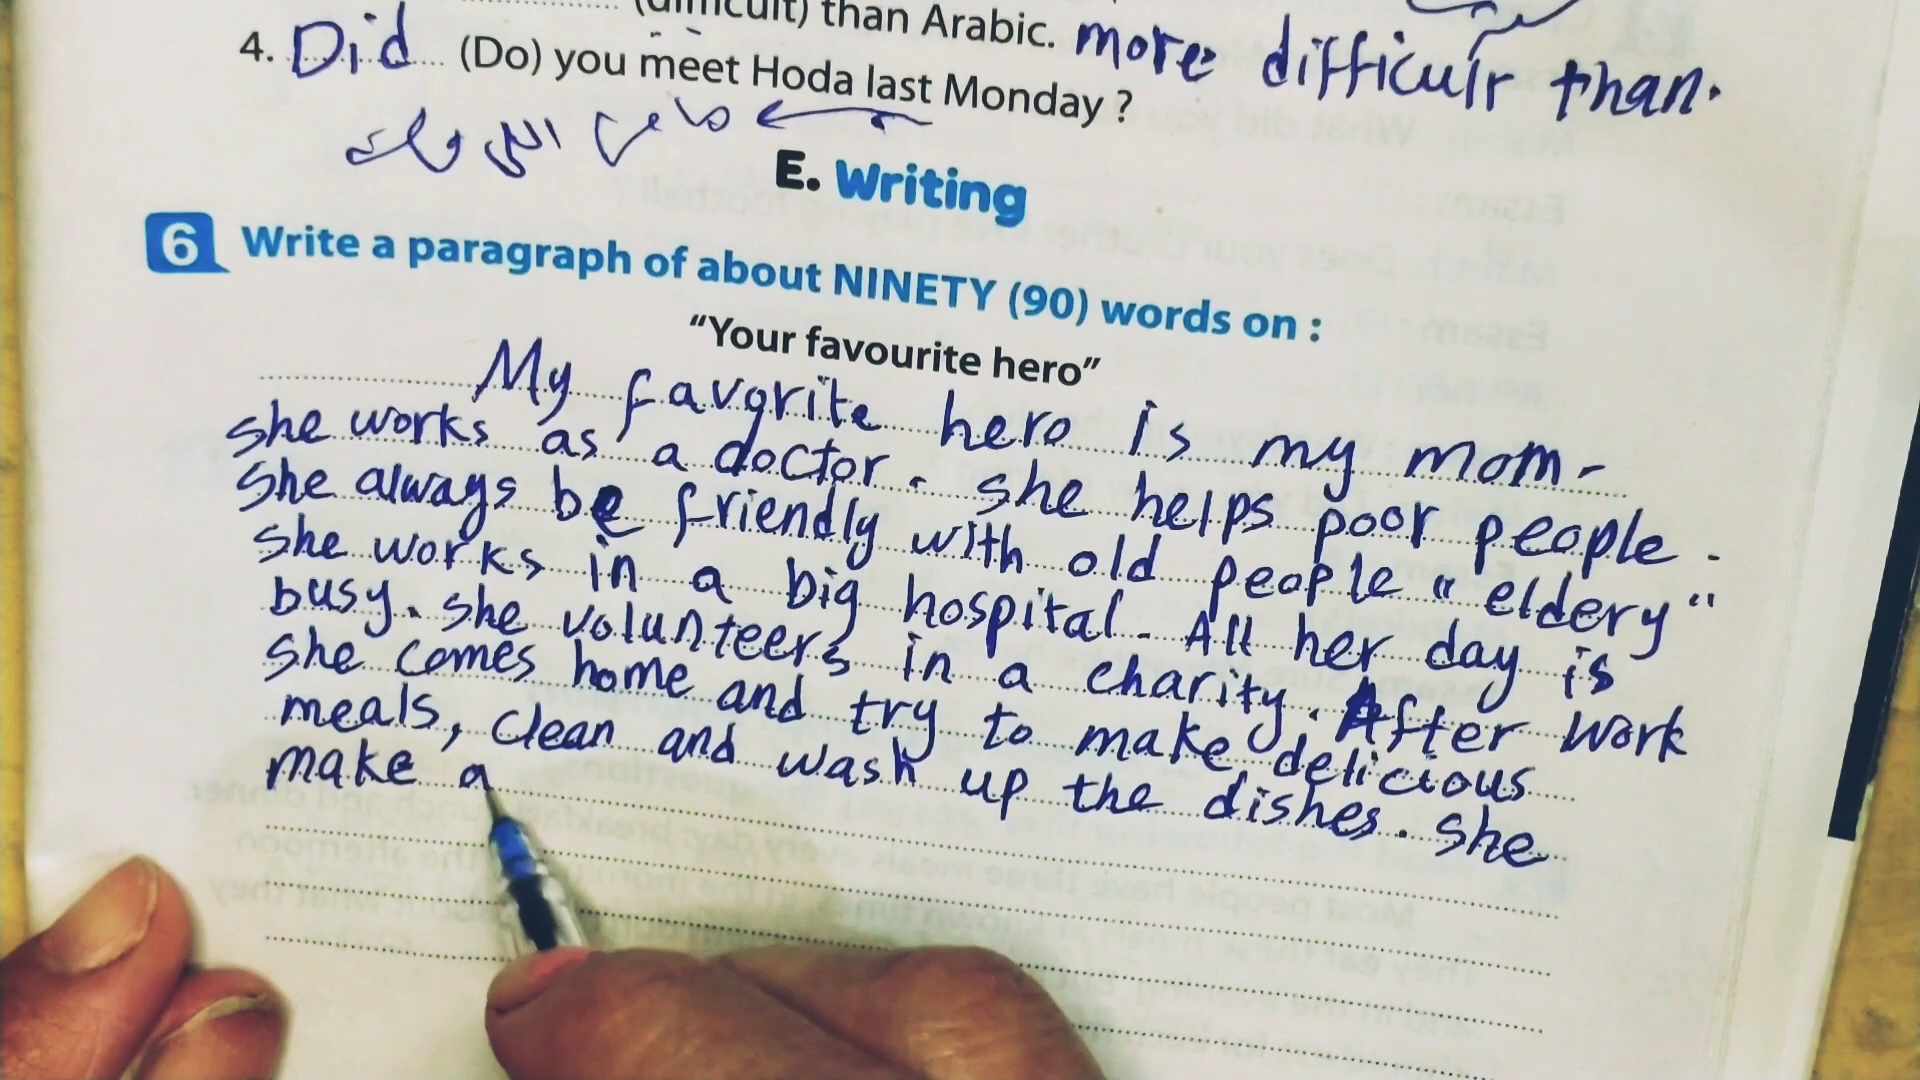 (difficult) than Arabic. more difficult than.
4. Did (Do) you meet Hoda last Monday ?
E. Writing
6 Write a paragraph of about NINETY (90) words on :
"Your favourite hero"
My favorite hero is my mom-
she works as a doctor. she helps poor people.
She always be friendly with old people "eldery"
She works in a big hospital. All her day is
busy. she volunteers in a charity. After work
she comes home and try to make delicious
meals, clean and wash up the dishes. she
make a